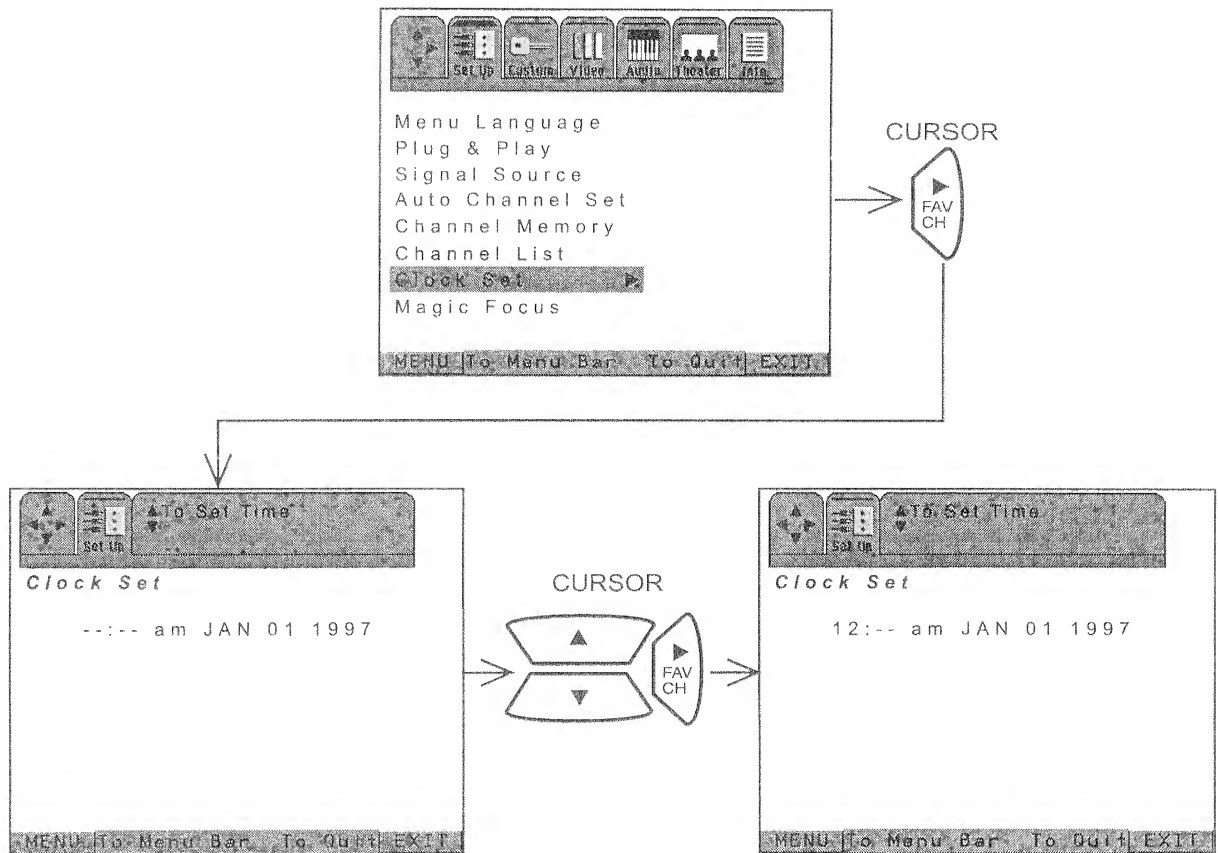 Set Up Custom Video Audio Theater Info
Menu Language
Plug & Play
Signal Source
Auto Channel Set
Channel Memory
Channel List
Clock Set
Magic Focus
MENU To Menu Bar To Quit EXIT
CURSOR
FAV
CH
To Set Time
Set Up
Clock Set
--:-- am JAN 01 1997
MENU To Menu Bar To Quit EXIT
CURSOR
FAV
CH
To Set Time
Set Up
Clock Set
12:-- am JAN 01 1997
MENU To Menu Bar To Quit EXIT